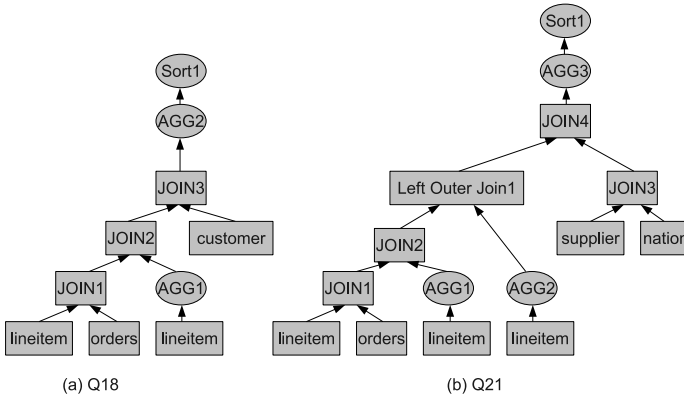 Sort1
AGG2
JOIN3
JOIN2
customer
JOIN1
AGG1
lineitem
orders
lineitem
(a) Q18
Sort1
AGG3
JOIN4
Left Outer Join1
JOIN3
JOIN2
supplier
nation
JOIN1
AGG1
AGG2
lineitem
orders
lineitem
lineitem
(b) Q21